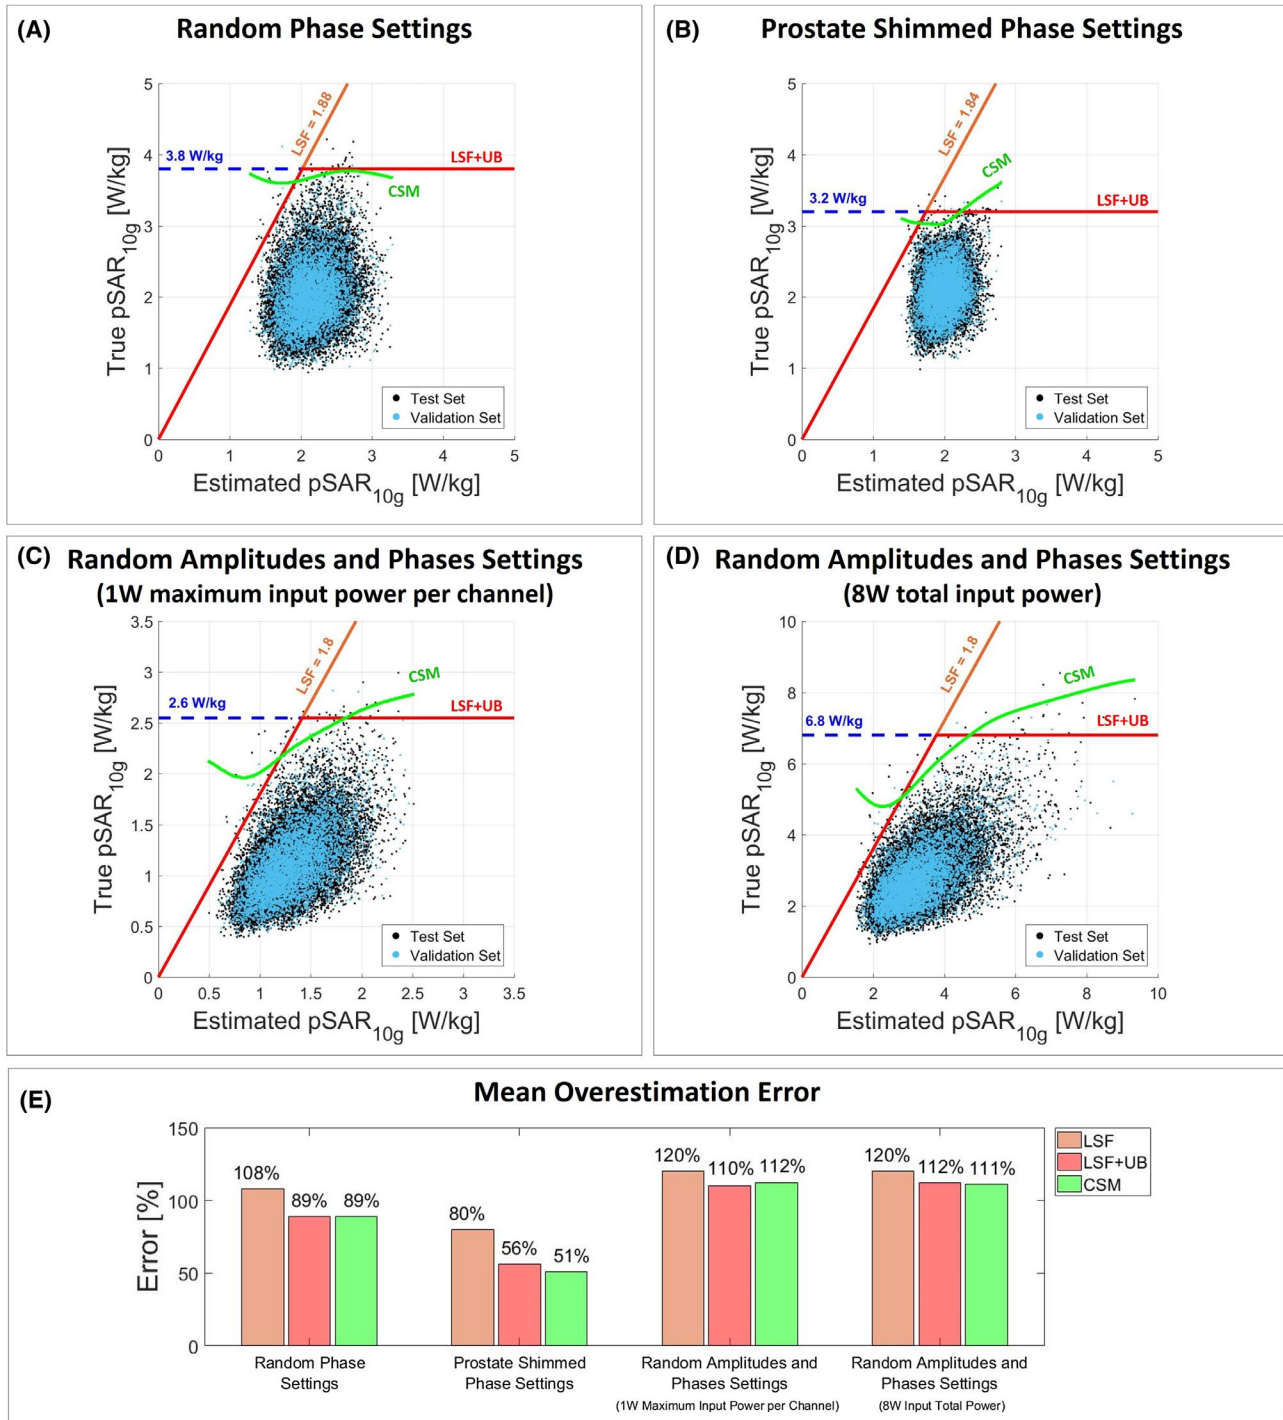 (A) Random Phase Settings
5
4
3
2
1
0
0 1 2 3 4 5
True pSAR10g [W/kg]
Estimated pSAR10g [W/kg]
3.8 W/kg
LSF = 1.88
LSF+UB
CSM
Test Set
Validation Set
(B) Prostate Shimmed Phase Settings
5
4
3
2
1
0
0 1 2 3 4 5
True pSAR10g [W/kg]
Estimated pSAR10g [W/kg]
3.2 W/kg
LSF = 1.84
CSM
LSF+UB
Test Set
Validation Set
(C) Random Amplitudes and Phases Settings
(1W maximum input power per channel)
3.5
3
2.5
2
1.5
1
0.5
0
0 0.5 1 1.5 2 2.5 3 3.5
True pSAR10g [W/kg]
Estimated pSAR10g [W/kg]
2.6 W/kg
LSF = 1.8
CSM
LSF+UB
Test Set
Validation Set
(D) Random Amplitudes and Phases Settings
(8W total input power)
10
8
6
4
2
0
0 2 4 6 8 10
True pSAR10g [W/kg]
Estimated pSAR10g [W/kg]
6.8 W/kg
LSF = 1.8
CSM
LSF+UB
Test Set
Validation Set
(E) Mean Overestimation Error
150
100
50
0
Error [%]
108% 89% 89%
80% 56% 51%
120% 110% 112%
120% 112% 111%
LSF
LSF+UB
CSM
Random Phase
Settings
Prostate Shimmed
Phase Settings
Random Amplitudes and
Phases Settings
(1W Maximum Input Power per Channel)
Random Amplitudes and
Phases Settings
(8W Input Total Power)